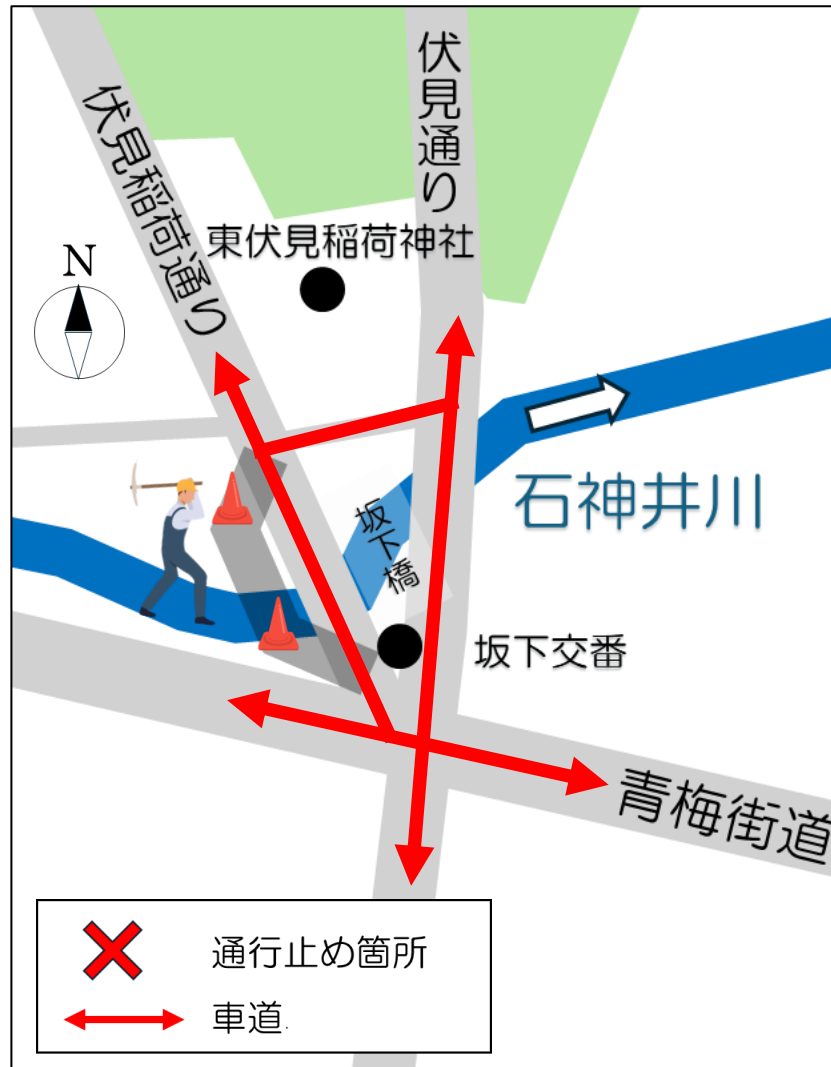 伏見稲荷通り
伏見通り
東伏見稲荷神社
N
石神井川
坂下橋
坂下交番
青梅街道
通行止め箇所
車道.